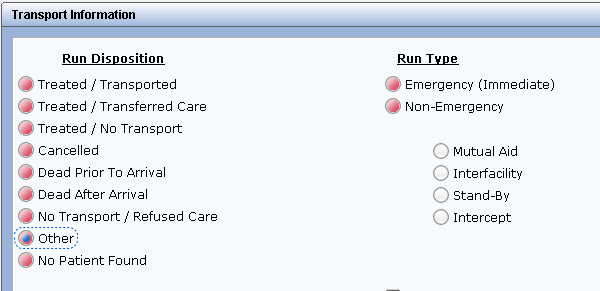 Transport Information
Run Disposition
Treated / Transported
Treated / Transferred Care
Treated / No Transport
Cancelled
Dead Prior To Arrival
Dead After Arrival
No Transport / Refused Care
Other
No Patient Found
Run Type
Emergency (Immediate)
Non-Emergency
Mutual Aid
Interfacility
Stand-By
Intercept